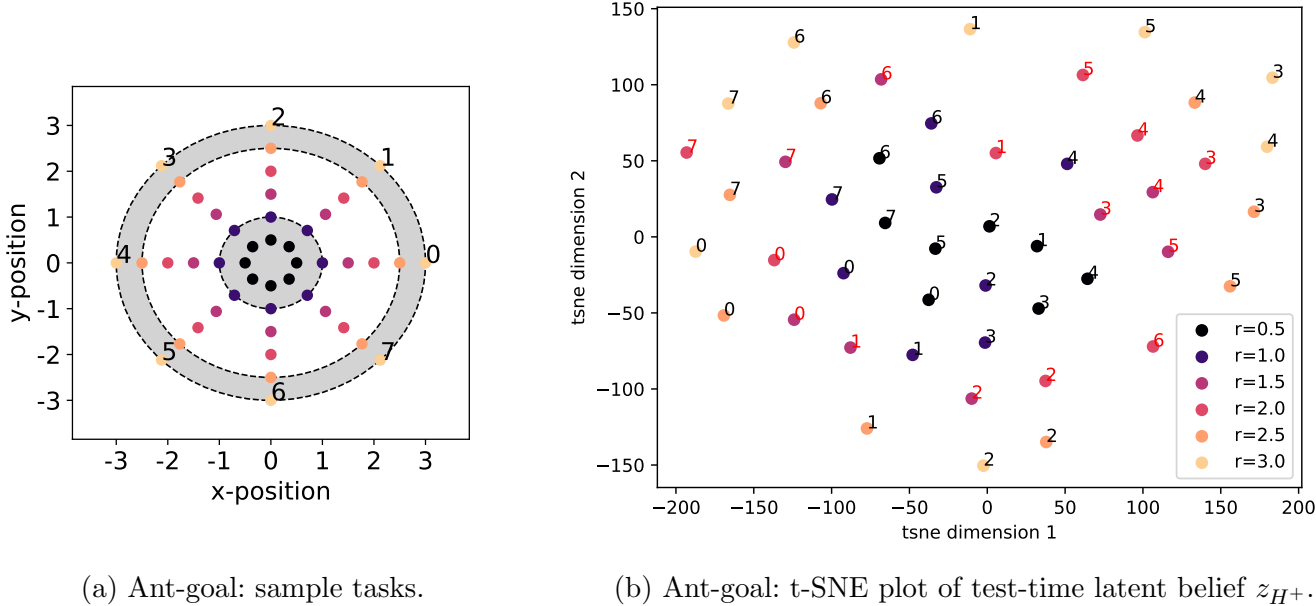 3
2
1
0
-1
-2
-3
y-position
-3 -2 -1 0 1 2 3
x-position
2
3 1
4 0
5 7
6
150
100
50
0
−50
−100
−150
tsne dimension 2
−200 −150 −100 −50 0 50 100 150 200
tsne dimension 1
1 5
6
6 5 3
7 6 4
6 4
7 6 1 4 3 4
7
7 7 5 4 3
7 2 3
5 1 5
0
0 0 4
0 2 5
0 3
0 3
1 1 6
2
2
1
2
2
r=0.5
r=1.0
r=1.5
r=2.0
r=2.5
r=3.0
(a) Ant-goal: sample tasks.
(b) Ant-goal: t-SNE plot of test-time latent belief z_{H^+}.